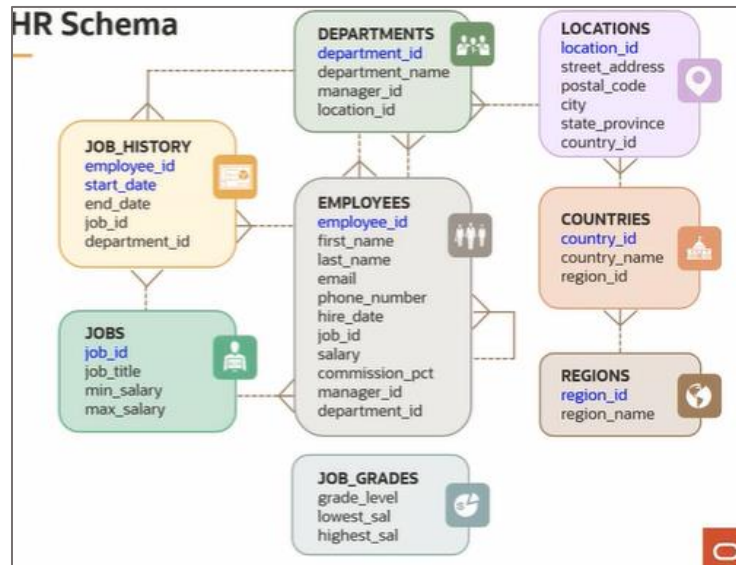 HR Schema
DEPARTMENTS
department_id
department_name
manager_id
location_id
LOCATIONS
location_id
street_address
postal_code
city
state_province
country_id
JOB_HISTORY
employee_id
start_date
end_date
job_id
department_id
EMPLOYEES
employee_id
first_name
last_name
email
phone_number
hire_date
job_id
salary
commission_pct
manager_id
department_id
COUNTRIES
country_id
country_name
region_id
JOBS
job_id
job_title
min_salary
max_salary
REGIONS
region_id
region_name
JOB_GRADES
grade_level
lowest_sal
highest_sal